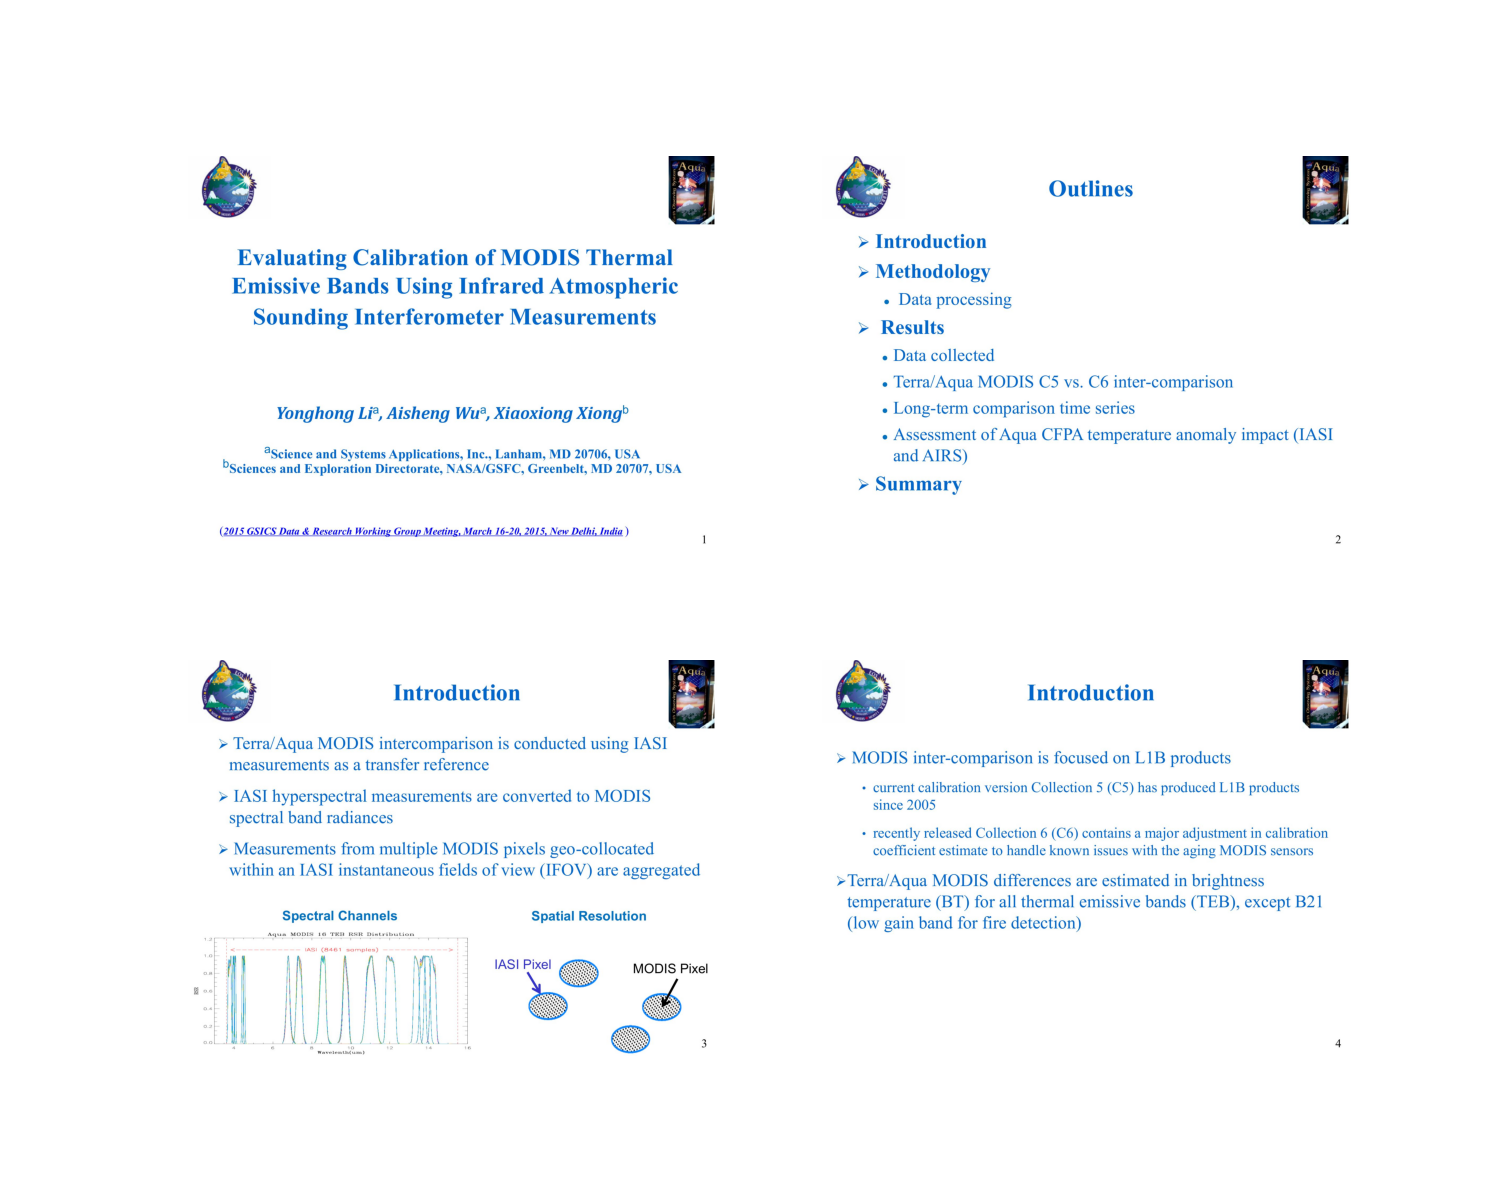 Aqua
Evaluating Calibration of MODIS Thermal
Emissive Bands Using Infrared Atmospheric
Sounding Interferometer Measurements
Yonghong Liᵃ, Aisheng Wuᵃ, Xiaoxiong Xiongᵇ
ᵃScience and Systems Applications, Inc., Lanham, MD 20706, USA
ᵇSciences and Exploration Directorate, NASA/GSFC, Greenbelt, MD 20707, USA
(2015 GSICS Data & Research Working Group Meeting, March 16-20, 2015, New Delhi, India )
1
Aqua
Outlines
➢ Introduction
➢ Methodology
● Data processing
➢ Results
● Data collected
● Terra/Aqua MODIS C5 vs. C6 inter-comparison
● Long-term comparison time series
● Assessment of Aqua CFPA temperature anomaly impact (IASI
and AIRS)
➢ Summary
2
Aqua
Introduction
➢ Terra/Aqua MODIS intercomparison is conducted using IASI
measurements as a transfer reference
➢ IASI hyperspectral measurements are converted to MODIS
spectral band radiances
➢ Measurements from multiple MODIS pixels geo-collocated
within an IASI instantaneous fields of view (IFOV) are aggregated
Spectral Channels
Aqua MODIS 16 TEB RSR Distribution
IASI (8461 samples)
1.2
1.0
0.8
0.6
0.4
0.2
0.0
4 6 8 10 12 14 16
Wavelength(um)
Spatial Resolution
IASI Pixel
MODIS Pixel
3
Aqua
Introduction
➢ MODIS inter-comparison is focused on L1B products
• current calibration version Collection 5 (C5) has produced L1B products
since 2005
• recently released Collection 6 (C6) contains a major adjustment in calibration
coefficient estimate to handle known issues with the aging MODIS sensors
➢Terra/Aqua MODIS differences are estimated in brightness
temperature (BT) for all thermal emissive bands (TEB), except B21
(low gain band for fire detection)
4